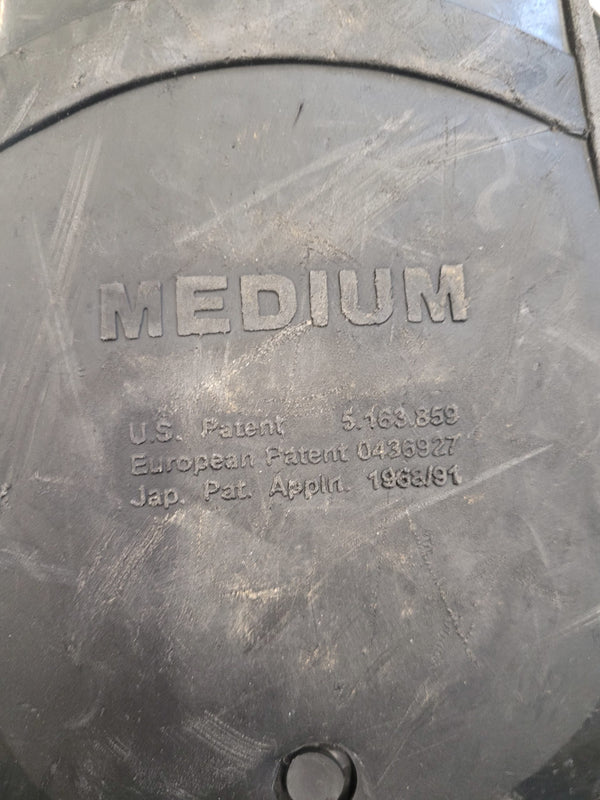 MEDIUM
U.S. Patent 5.163.859
European Patent 0436927
Jap. Pat. Appln. 1968/91